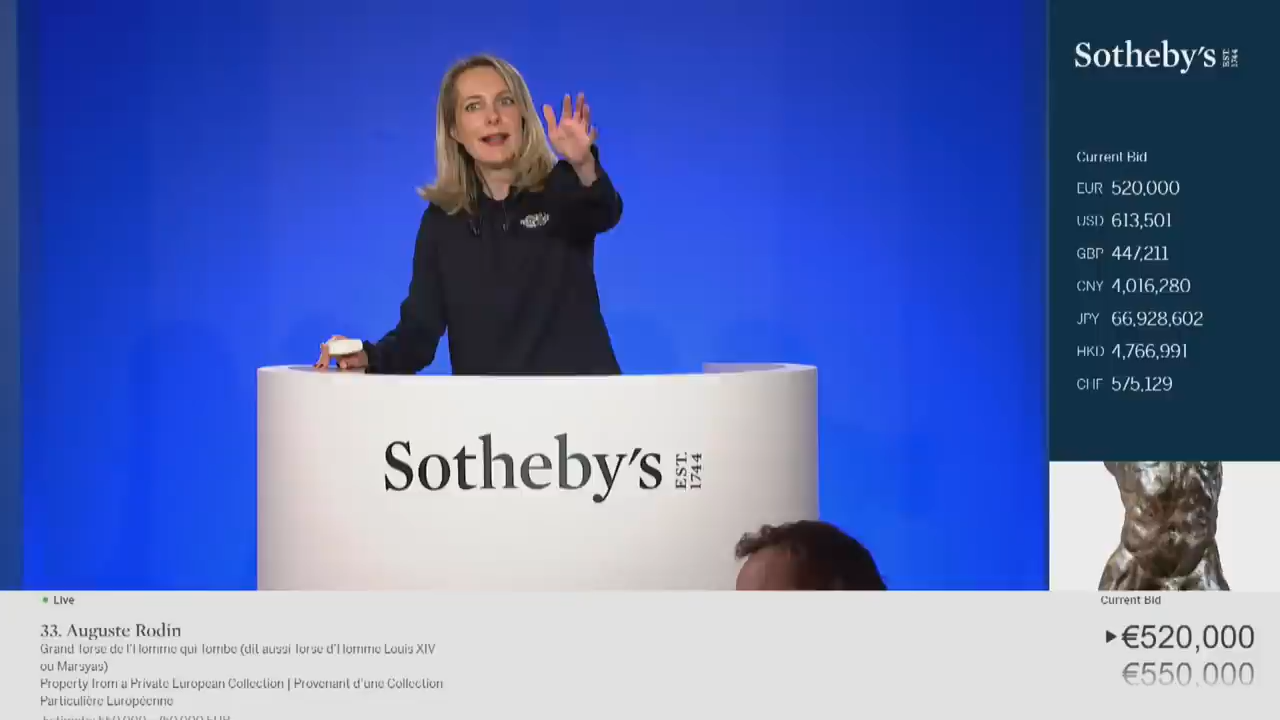 Sotheby's EST. 1744
Current Bid
EUR 520,000
USD 613,501
GBP 447,211
CNY 4,016,280
JPY 66,928,602
HKD 4,766,991
CHF 575,129
Sotheby's EST. 1744
Live
33. Auguste Rodin
Grand Torse de l'Homme qui Tombe (dit aussi Torse d'Homme Louis XIV
ou Marsyas)
Property from a Private European Collection | Provenant d'une Collection
Particulière Européenne
Current Bid
€520,000
€550,000